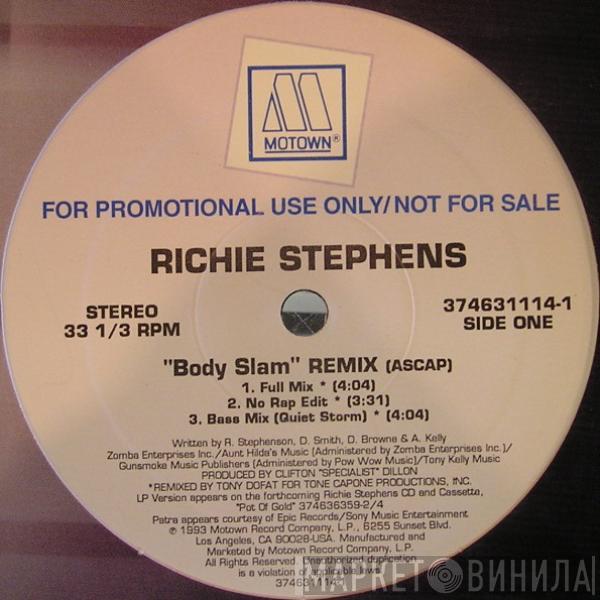 MOTOWN®
FOR PROMOTIONAL USE ONLY/NOT FOR SALE
RICHIE STEPHENS
STEREO
33 1/3 RPM
374631114-1
SIDE ONE
"Body Slam" REMIX (ASCAP)
1. Full Mix * (4:04)
2. No Rap Edit * (3:31)
3. Bass Mix (Quiet Storm) * (4:04)
Written by R. Stephenson, D. Smith, D. Browne & A. Kelly
Zomba Enterprises Inc./Aunt Hilda's Music (Administered by Zomba Enterprises Inc.)/
Gunsmoke Music Publishers (Administered by Pow Wow Music)/Tony Kelly Music
PRODUCED BY CLIFTON "SPECIALIST" DILLON
*REMIXED BY TONY DOFAT FOR TONE CAPONE PRODUCTIONS, INC.
LP Version appears on the forthcoming Richie Stephens CD and Cassette,
"Pot Of Gold" 374636359-2/4
Patra appears courtesy of Epic Records/Sony Music Entertainment
℗ 1993 Motown Record Company, L.P., 6255 Sunset Blvd.
Los Angeles, CA 90028-USA. Manufactured and
Marketed by Motown Record Company, L.P.
All Rights Reserved. Unauthorized duplication
is a violation of applicable laws.
374631114-1
МАРКЕТ ВИНИЛА